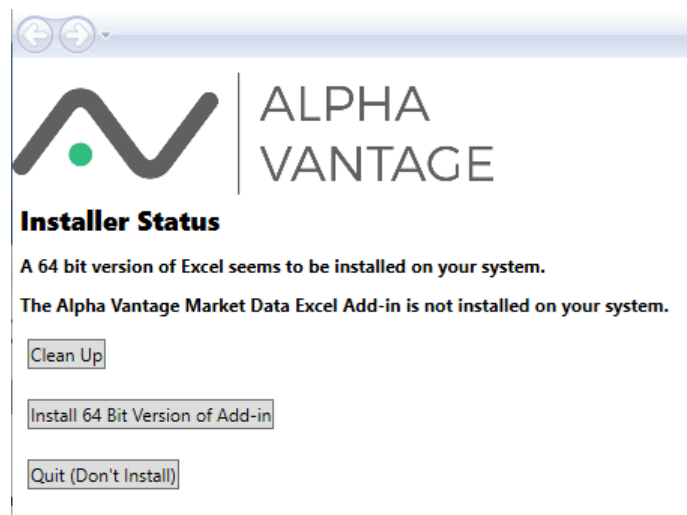 ALPHA
VANTAGE
Installer Status
A 64 bit version of Excel seems to be installed on your system.
The Alpha Vantage Market Data Excel Add-in is not installed on your system.
Clean Up
Install 64 Bit Version of Add-in
Quit (Don't Install)